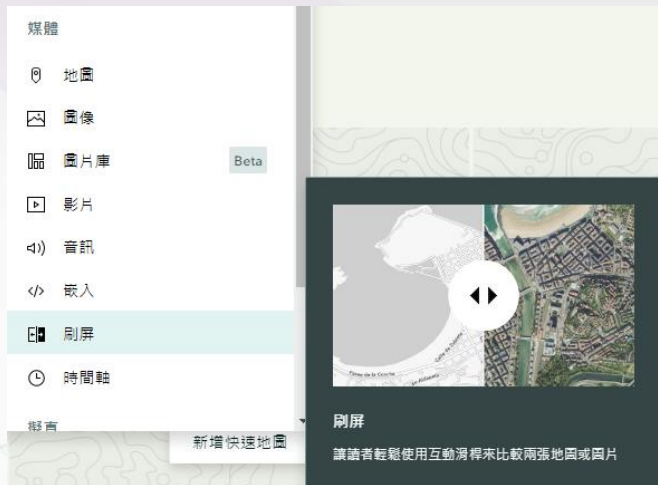 媒體
地圖
圖像
圖片庫 Beta
影片
音訊
嵌入
刷屏
時間軸
擬真
新增快速地圖
刷屏
讓讀者輕鬆使用互動滑桿來比較兩張地圖或圖片